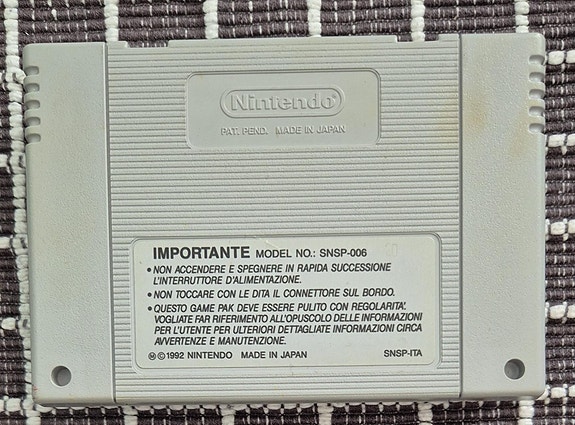 Nintendo®
PAT. PEND. MADE IN JAPAN
IMPORTANTE MODEL NO.: SNSP-006
• NON ACCENDERE E SPEGNERE IN RAPIDA SUCCESSIONE
L'INTERRUTTORE D'ALIMENTAZIONE.
• NON TOCCARE CON LE DITA IL CONNETTORE SUL BORDO.
• QUESTO GAME PAK DEVE ESSERE PULITO CON REGOLARITA'.
VOGLIATE FAR RIFERIMENTO ALL'OPUSCOLO DELLE INFORMAZIONI
PER L'UTENTE PER ULTERIORI DETTAGLIATE INFORMAZIONI CIRCA
AVVERTENZE E MANUTENZIONE.
Ⓜ © 1992 NINTENDO MADE IN JAPAN SNSP-ITA